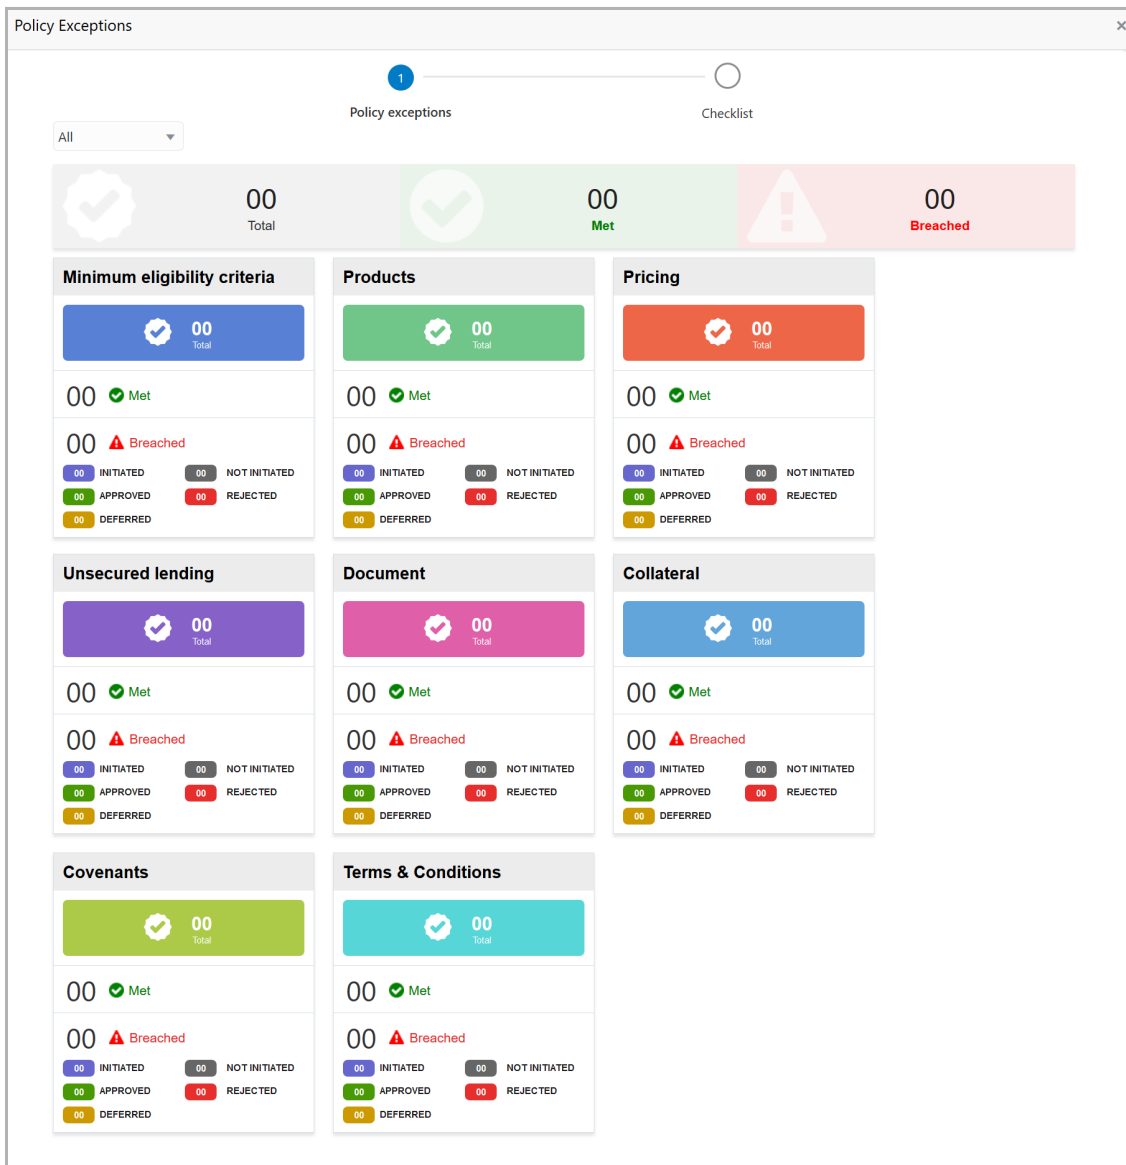 Policy Exceptions ×
1
Policy exceptions Checklist
All
00 00 00
Total Met Breached
Minimum eligibility criteria Products Pricing
00 00 00
Total Total Total
00 Met 00 Met 00 Met
00 Breached 00 Breached 00 Breached
00 INITIATED 00 NOT INITIATED 00 INITIATED 00 NOT INITIATED 00 INITIATED 00 NOT INITIATED
00 APPROVED 00 REJECTED 00 APPROVED 00 REJECTED 00 APPROVED 00 REJECTED
00 DEFERRED 00 DEFERRED 00 DEFERRED
Unsecured lending Document Collateral
00 00 00
Total Total Total
00 Met 00 Met 00 Met
00 Breached 00 Breached 00 Breached
00 INITIATED 00 NOT INITIATED 00 INITIATED 00 NOT INITIATED 00 INITIATED 00 NOT INITIATED
00 APPROVED 00 REJECTED 00 APPROVED 00 REJECTED 00 APPROVED 00 REJECTED
00 DEFERRED 00 DEFERRED 00 DEFERRED
Covenants Terms & Conditions
00 00
Total Total
00 Met 00 Met
00 Breached 00 Breached
00 INITIATED 00 NOT INITIATED 00 INITIATED 00 NOT INITIATED
00 APPROVED 00 REJECTED 00 APPROVED 00 REJECTED
00 DEFERRED 00 DEFERRED